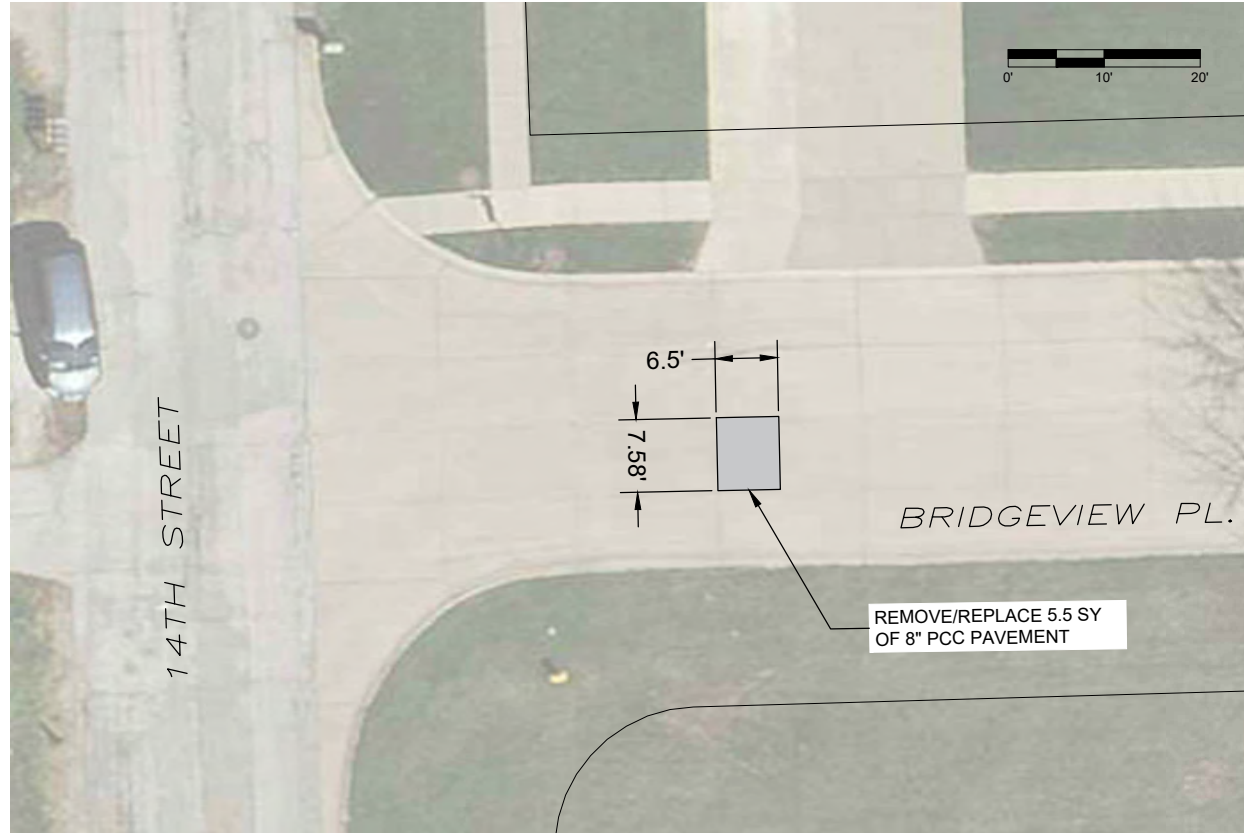 0' 10' 20'
6.5'
7.58'
14TH STREET
BRIDGEVIEW PL.
REMOVE/REPLACE 5.5 SY
OF 8" PCC PAVEMENT